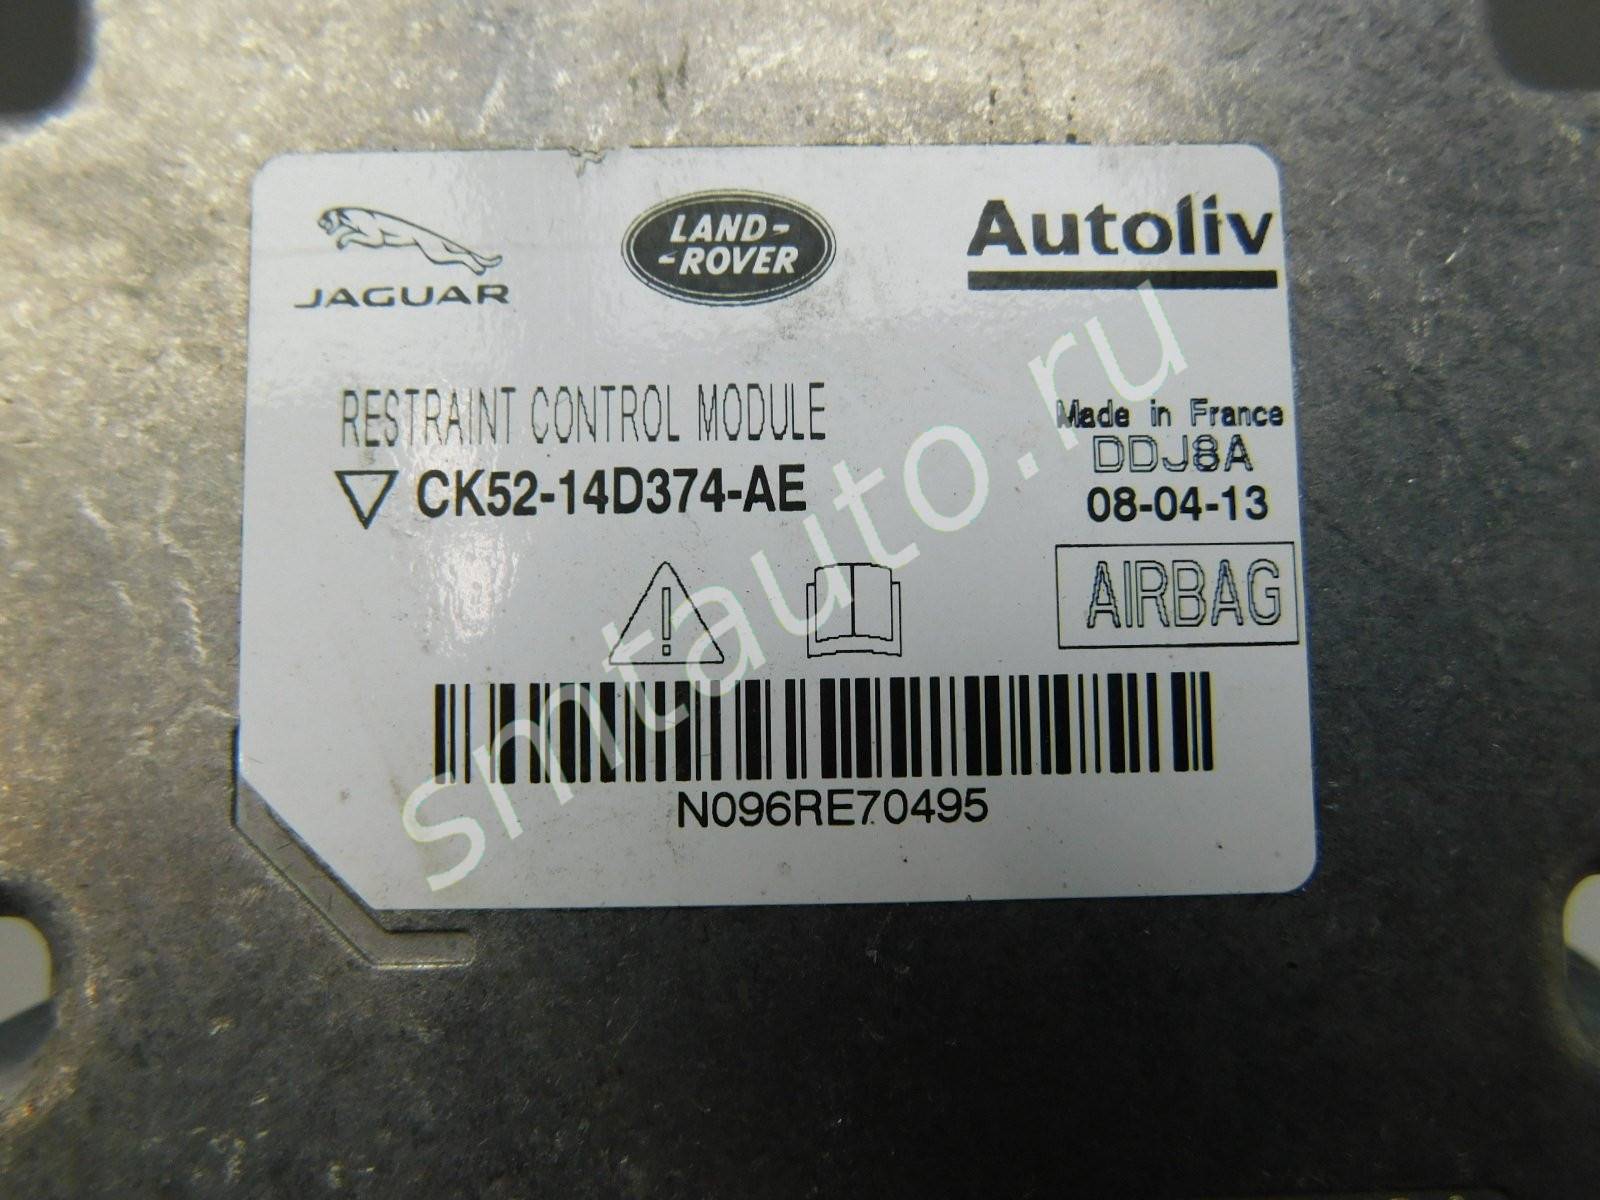 JAGUAR
LAND-
-ROVER
Autoliv
RESTRAINT CONTROL MODULE
CK52-14D374-AE
Made in France
DDJ8A
08-04-13
AIRBAG
N096RE70495
smtauto.ru